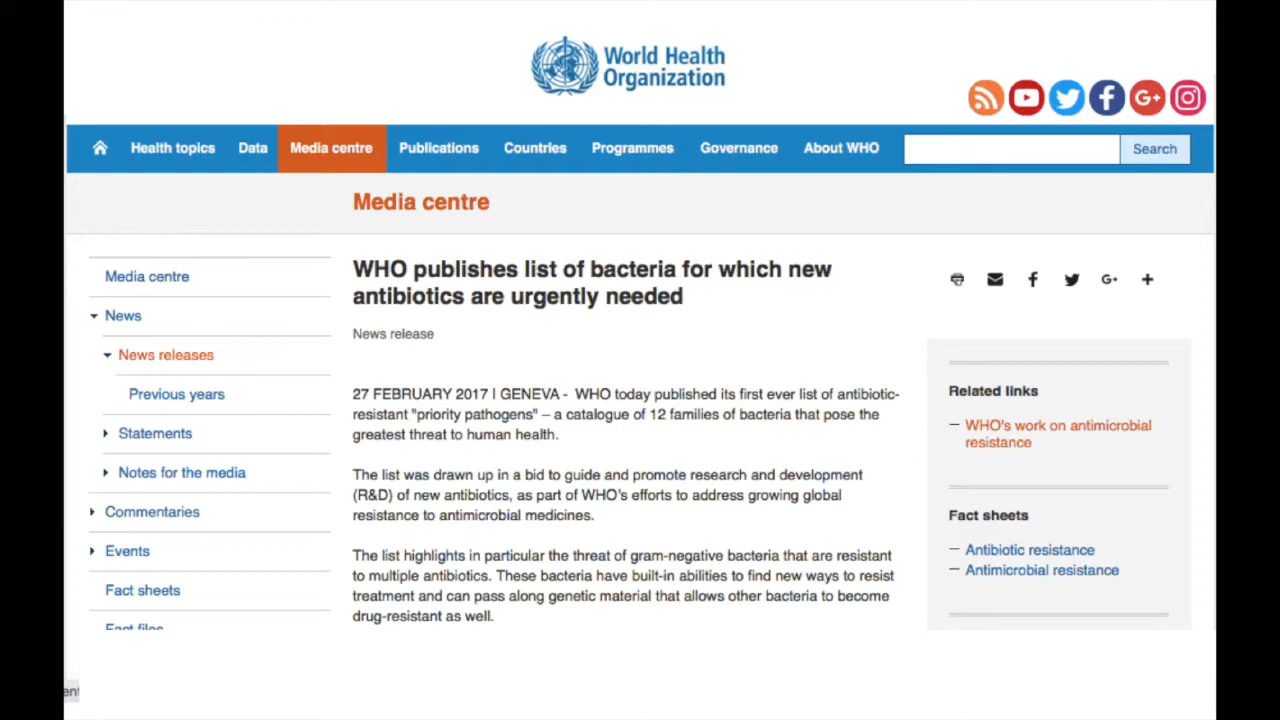 World Health
Organization
Health topics
Data
Media centre
Publications
Countries
Programmes
Governance
About WHO
Search
Media centre
Media centre
News
News releases
Previous years
Statements
Notes for the media
Commentaries
Events
Fact sheets
Fact files
WHO publishes list of bacteria for which new
antibiotics are urgently needed
News release
27 FEBRUARY 2017 | GENEVA - WHO today published its first ever list of antibiotic-
resistant "priority pathogens" – a catalogue of 12 families of bacteria that pose the
greatest threat to human health.
The list was drawn up in a bid to guide and promote research and development
(R&D) of new antibiotics, as part of WHO's efforts to address growing global
resistance to antimicrobial medicines.
The list highlights in particular the threat of gram-negative bacteria that are resistant
to multiple antibiotics. These bacteria have built-in abilities to find new ways to resist
treatment and can pass along genetic material that allows other bacteria to become
drug-resistant as well.
Related links
– WHO's work on antimicrobial
resistance
Fact sheets
– Antibiotic resistance
– Antimicrobial resistance